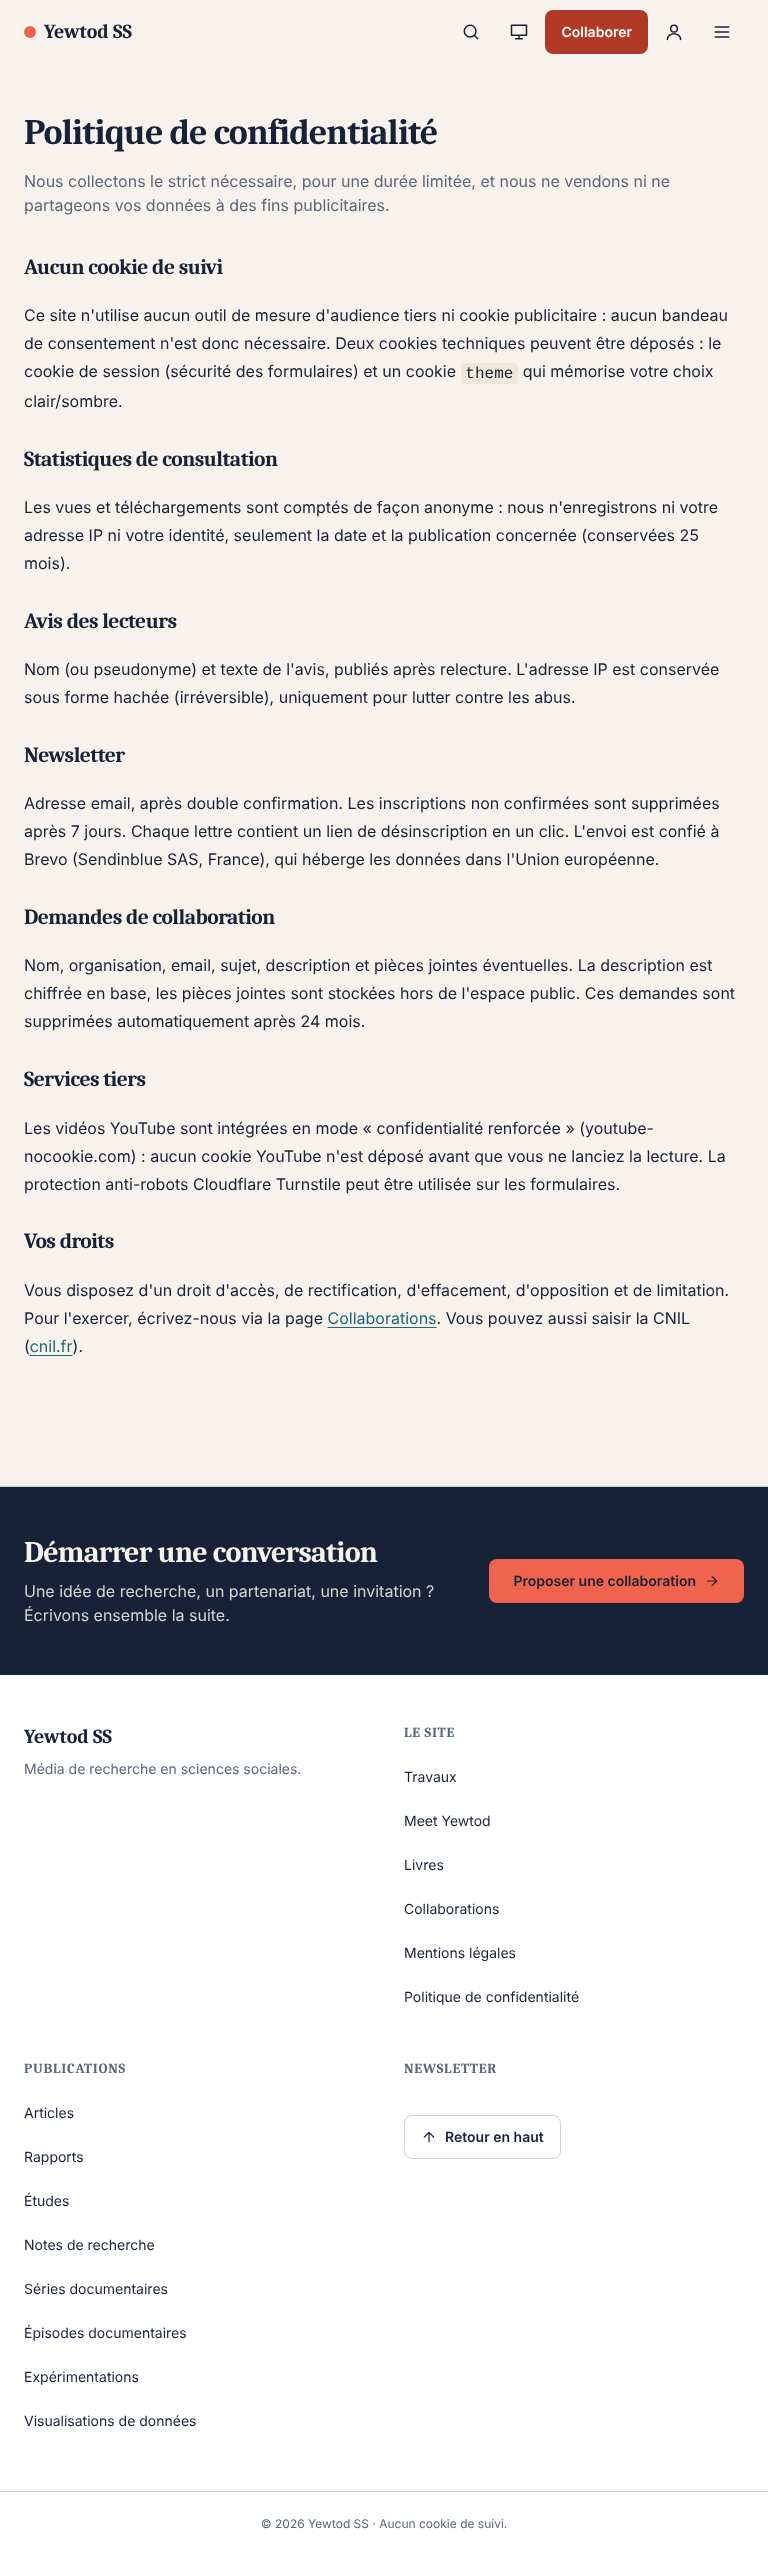 Yewtod SS
Collaborer
Politique de confidentialité
Nous collectons le strict nécessaire, pour une durée limitée, et nous ne vendons ni ne
partageons vos données à des fins publicitaires.
Aucun cookie de suivi
Ce site n'utilise aucun outil de mesure d'audience tiers ni cookie publicitaire : aucun bandeau
de consentement n'est donc nécessaire. Deux cookies techniques peuvent être déposés : le
cookie de session (sécurité des formulaires) et un cookie theme qui mémorise votre choix
clair/sombre.
Statistiques de consultation
Les vues et téléchargements sont comptés de façon anonyme : nous n'enregistrons ni votre
adresse IP ni votre identité, seulement la date et la publication concernée (conservées 25
mois).
Avis des lecteurs
Nom (ou pseudonyme) et texte de l'avis, publiés après relecture. L'adresse IP est conservée
sous forme hachée (irréversible), uniquement pour lutter contre les abus.
Newsletter
Adresse email, après double confirmation. Les inscriptions non confirmées sont supprimées
après 7 jours. Chaque lettre contient un lien de désinscription en un clic. L'envoi est confié à
Brevo (Sendinblue SAS, France), qui héberge les données dans l'Union européenne.
Demandes de collaboration
Nom, organisation, email, sujet, description et pièces jointes éventuelles. La description est
chiffrée en base, les pièces jointes sont stockées hors de l'espace public. Ces demandes sont
supprimées automatiquement après 24 mois.
Services tiers
Les vidéos YouTube sont intégrées en mode « confidentialité renforcée » (youtube-
nocookie.com) : aucun cookie YouTube n'est déposé avant que vous ne lanciez la lecture. La
protection anti-robots Cloudflare Turnstile peut être utilisée sur les formulaires.
Vos droits
Vous disposez d'un droit d'accès, de rectification, d'effacement, d'opposition et de limitation.
Pour l'exercer, écrivez-nous via la page Collaborations. Vous pouvez aussi saisir la CNIL
(cnil.fr).
Démarrer une conversation
Une idée de recherche, un partenariat, une invitation ?
Écrivons ensemble la suite.
Proposer une collaboration →
Yewtod SS
Média de recherche en sciences sociales.
LE SITE
Travaux
Meet Yewtod
Livres
Collaborations
Mentions légales
Politique de confidentialité
PUBLICATIONS
Articles
Rapports
Études
Notes de recherche
Séries documentaires
Épisodes documentaires
Expérimentations
Visualisations de données
NEWSLETTER
↑ Retour en haut
© 2026 Yewtod SS · Aucun cookie de suivi.